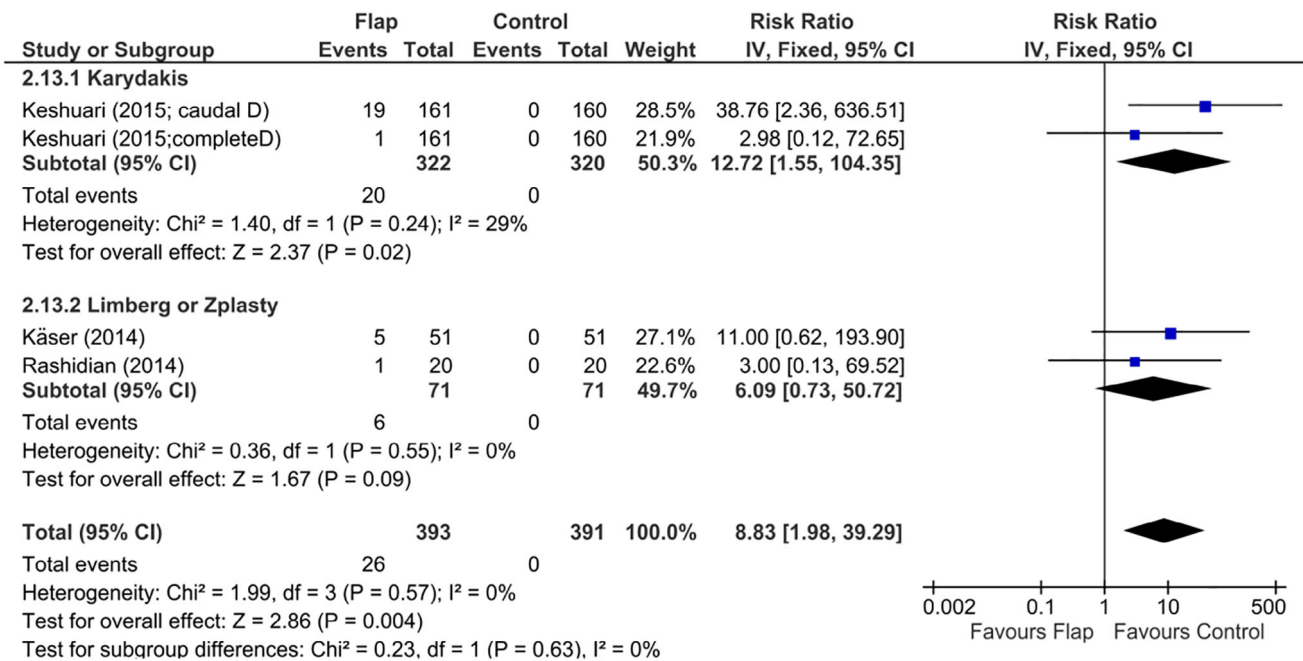 Flap Control Risk Ratio Risk Ratio
Study or Subgroup Events Total Events Total Weight IV, Fixed, 95% CI IV, Fixed, 95% CI
2.13.1 Karydakis
Keshuari (2015; caudal D) 19 161 0 160 28.5% 38.76 [2.36, 636.51]
Keshuari (2015;completeD) 1 161 0 160 21.9% 2.98 [0.12, 72.65]
Subtotal (95% CI) 322 320 50.3% 12.72 [1.55, 104.35]
Total events 20 0
Heterogeneity: Chi² = 1.40, df = 1 (P = 0.24); I² = 29%
Test for overall effect: Z = 2.37 (P = 0.02)
2.13.2 Limberg or Zplasty
Käser (2014) 5 51 0 51 27.1% 11.00 [0.62, 193.90]
Rashidian (2014) 1 20 0 20 22.6% 3.00 [0.13, 69.52]
Subtotal (95% CI) 71 71 49.7% 6.09 [0.73, 50.72]
Total events 6 0
Heterogeneity: Chi² = 0.36, df = 1 (P = 0.55); I² = 0%
Test for overall effect: Z = 1.67 (P = 0.09)
Total (95% CI) 393 391 100.0% 8.83 [1.98, 39.29]
Total events 26 0
Heterogeneity: Chi² = 1.99, df = 3 (P = 0.57); I² = 0%
Test for overall effect: Z = 2.86 (P = 0.004)
Test for subgroup differences: Chi² = 0.23, df = 1 (P = 0.63), I² = 0%
0.002 0.1 1 10 500
Favours Flap Favours Control